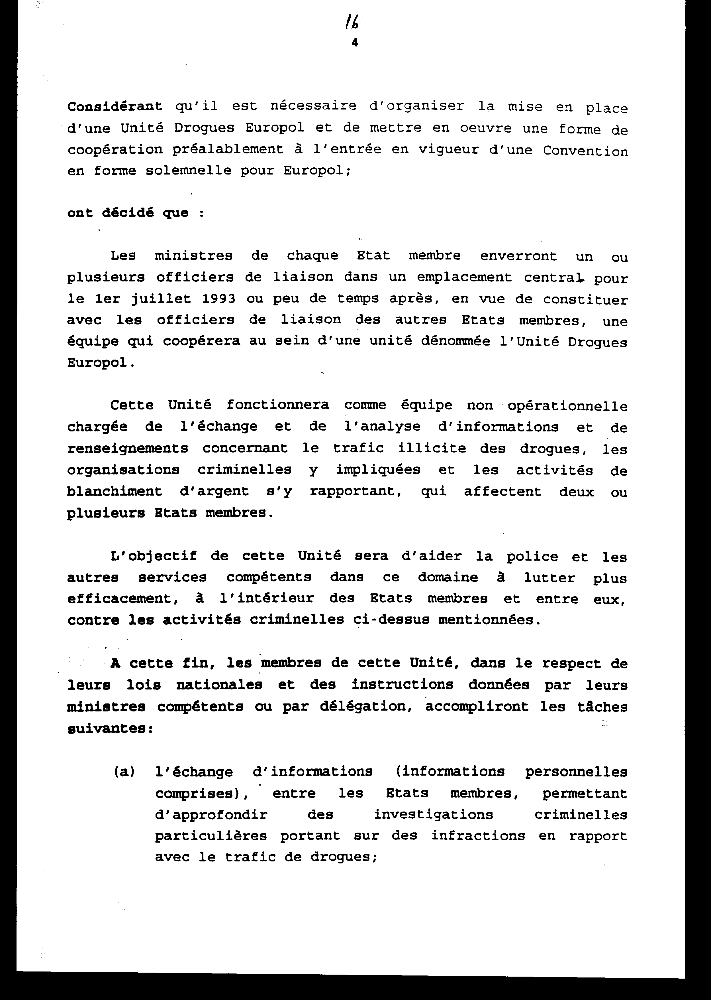 16
4
Considérant qu'il est nécessaire d'organiser la mise en place
d'une Unité Drogues Europol et de mettre en oeuvre une forme de
coopération préalablement à l'entrée en vigueur d'une Convention
en forme solemnelle pour Europol;
ont décidé que :
Les ministres de chaque Etat membre enverront un ou
plusieurs officiers de liaison dans un emplacement central pour
le 1er juillet 1993 ou peu de temps après, en vue de constituer
avec les officiers de liaison des autres Etats membres, une
équipe qui coopérera au sein d'une unité dénommée l'Unité Drogues
Europol.
Cette Unité fonctionnera comme équipe non opérationnelle
chargée de l'échange et de l'analyse d'informations et de
renseignements concernant le trafic illicite des drogues, les
organisations criminelles y impliquées et les activités de
blanchiment d'argent s'y rapportant, qui affectent deux ou
plusieurs Etats membres.
L'objectif de cette Unité sera d'aider la police et les
autres services compétents dans ce domaine à lutter plus
efficacement, à l'intérieur des Etats membres et entre eux,
contre les activités criminelles ci-dessus mentionnées.
A cette fin, les membres de cette Unité, dans le respect de
leurs lois nationales et des instructions données par leurs
ministres compétents ou par délégation, accompliront les tâches
suivantes:
(a) l'échange d'informations (informations personnelles
comprises), entre les Etats membres, permettant
d'approfondir des investigations criminelles
particulières portant sur des infractions en rapport
avec le trafic de drogues;